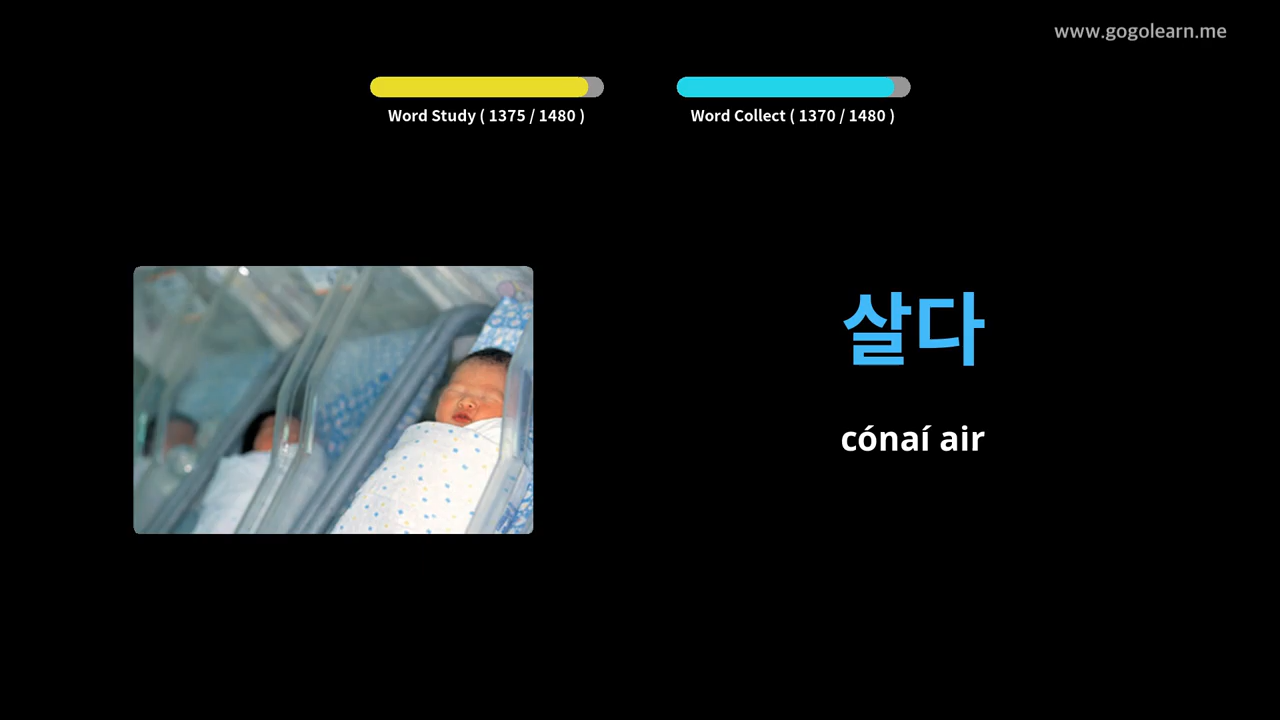 www.gogolearn.me
Word Study ( 1375 / 1480 )
Word Collect ( 1370 / 1480 )
살다
cónaí air